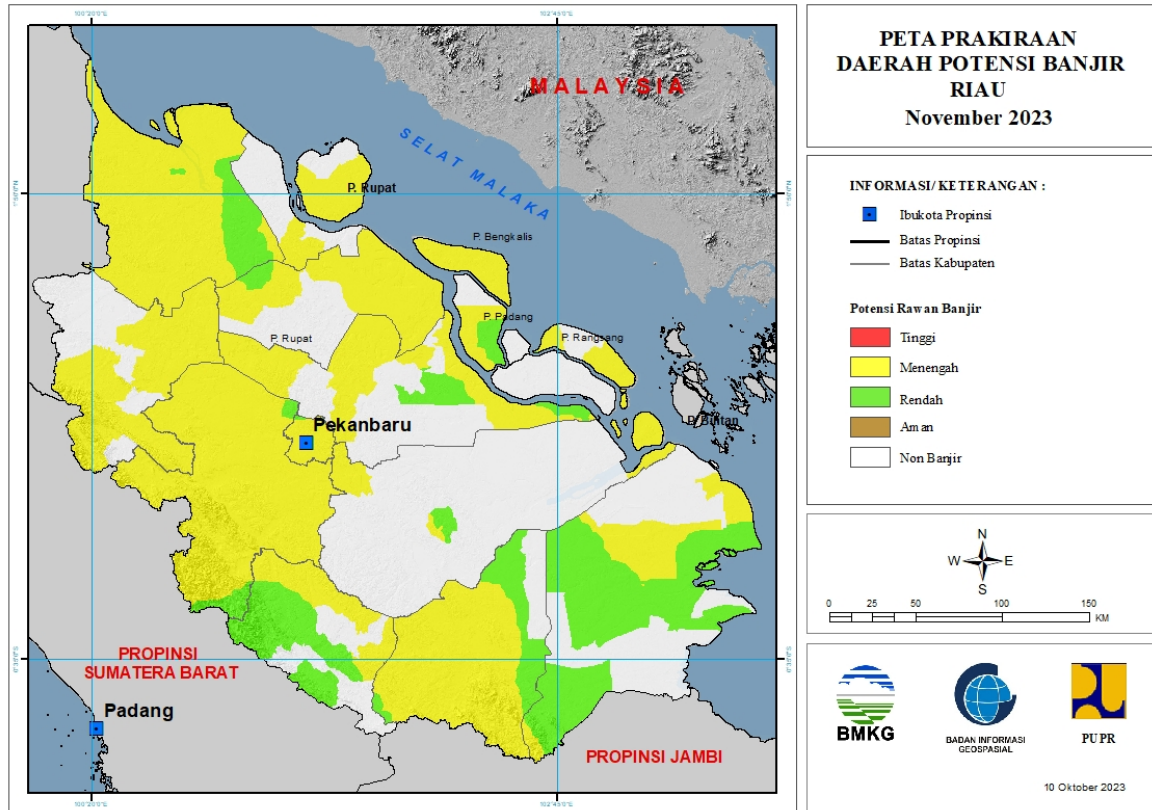 PETA PRAKIRAAN
DAERAH POTENSI BANJIR
RIAU
November 2023
INFORMASI/ KETERANGAN :
Ibukota Propinsi
Batas Propinsi
Batas Kabupaten
Potensi Rawan Banjir
Tinggi
Menengah
Rendah
Aman
Non Banjir
N
W E
S
0 25 50 100 150
KM
BMKG
BADAN INFORMASI
GEOSPASIAL
PUPR
10 Oktober 2023
MALAYSIA
SELAT MALAKA
P. Rupat
P. Bengkalis
P. Padang
P. Rupat
P. Rangsang
P. Bintan
Pekanbaru
PROPINSI
SUMATERA BARAT
Padang
PROPINSI JAMBI